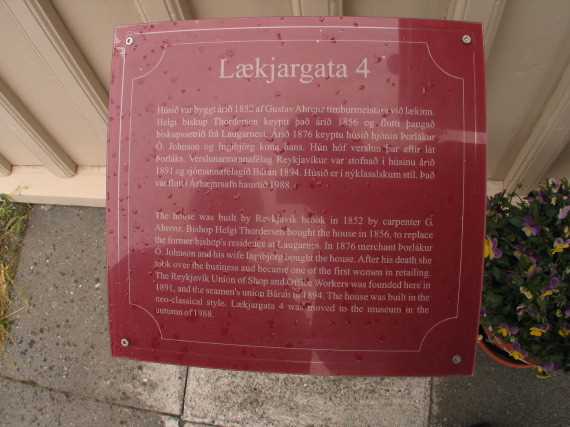 Lækjargata 4
Húsið var byggt árið 1852 af Gustav Ahrenz timburmeistara við lækinn.
Helgi biskup Thordersen keypti það árið 1856 og flutti þangað
biskupssetrið frá Laugarnesi. Árið 1876 keyptu húsið hjónin Þorlákur
Ó. Johnson og Ingibjörg kona hans. Hún hóf verslun þar eftir lát
Þorláks. Verslunarmannafélag Reykjavíkur var stofnað í húsinu árið
1891 og sjómannafélagið Báran 1894. Húsið er í nýklassískum stíl. Það
var flutt í Árbæjarsafn haustið 1988.
The house was built by Reykjavík brook in 1852 by carpenter G.
Ahrenz. Bishop Helgi Thordersen bought the house in 1856, to replace
the former bishop's residence at Laugarnes. In 1876 merchant Þorlákur
Ó. Johnson and his wife Ingibjörg bought the house. After his death she
took over the business and became one of the first women in retailing.
The Reykjavík Union of Shop and Office Workers was founded here in
1891, and the seamen's union Báran in 1894. The house was built in the
neo-classical style. Lækjargata 4 was moved to the museum in the
autumn of 1988.